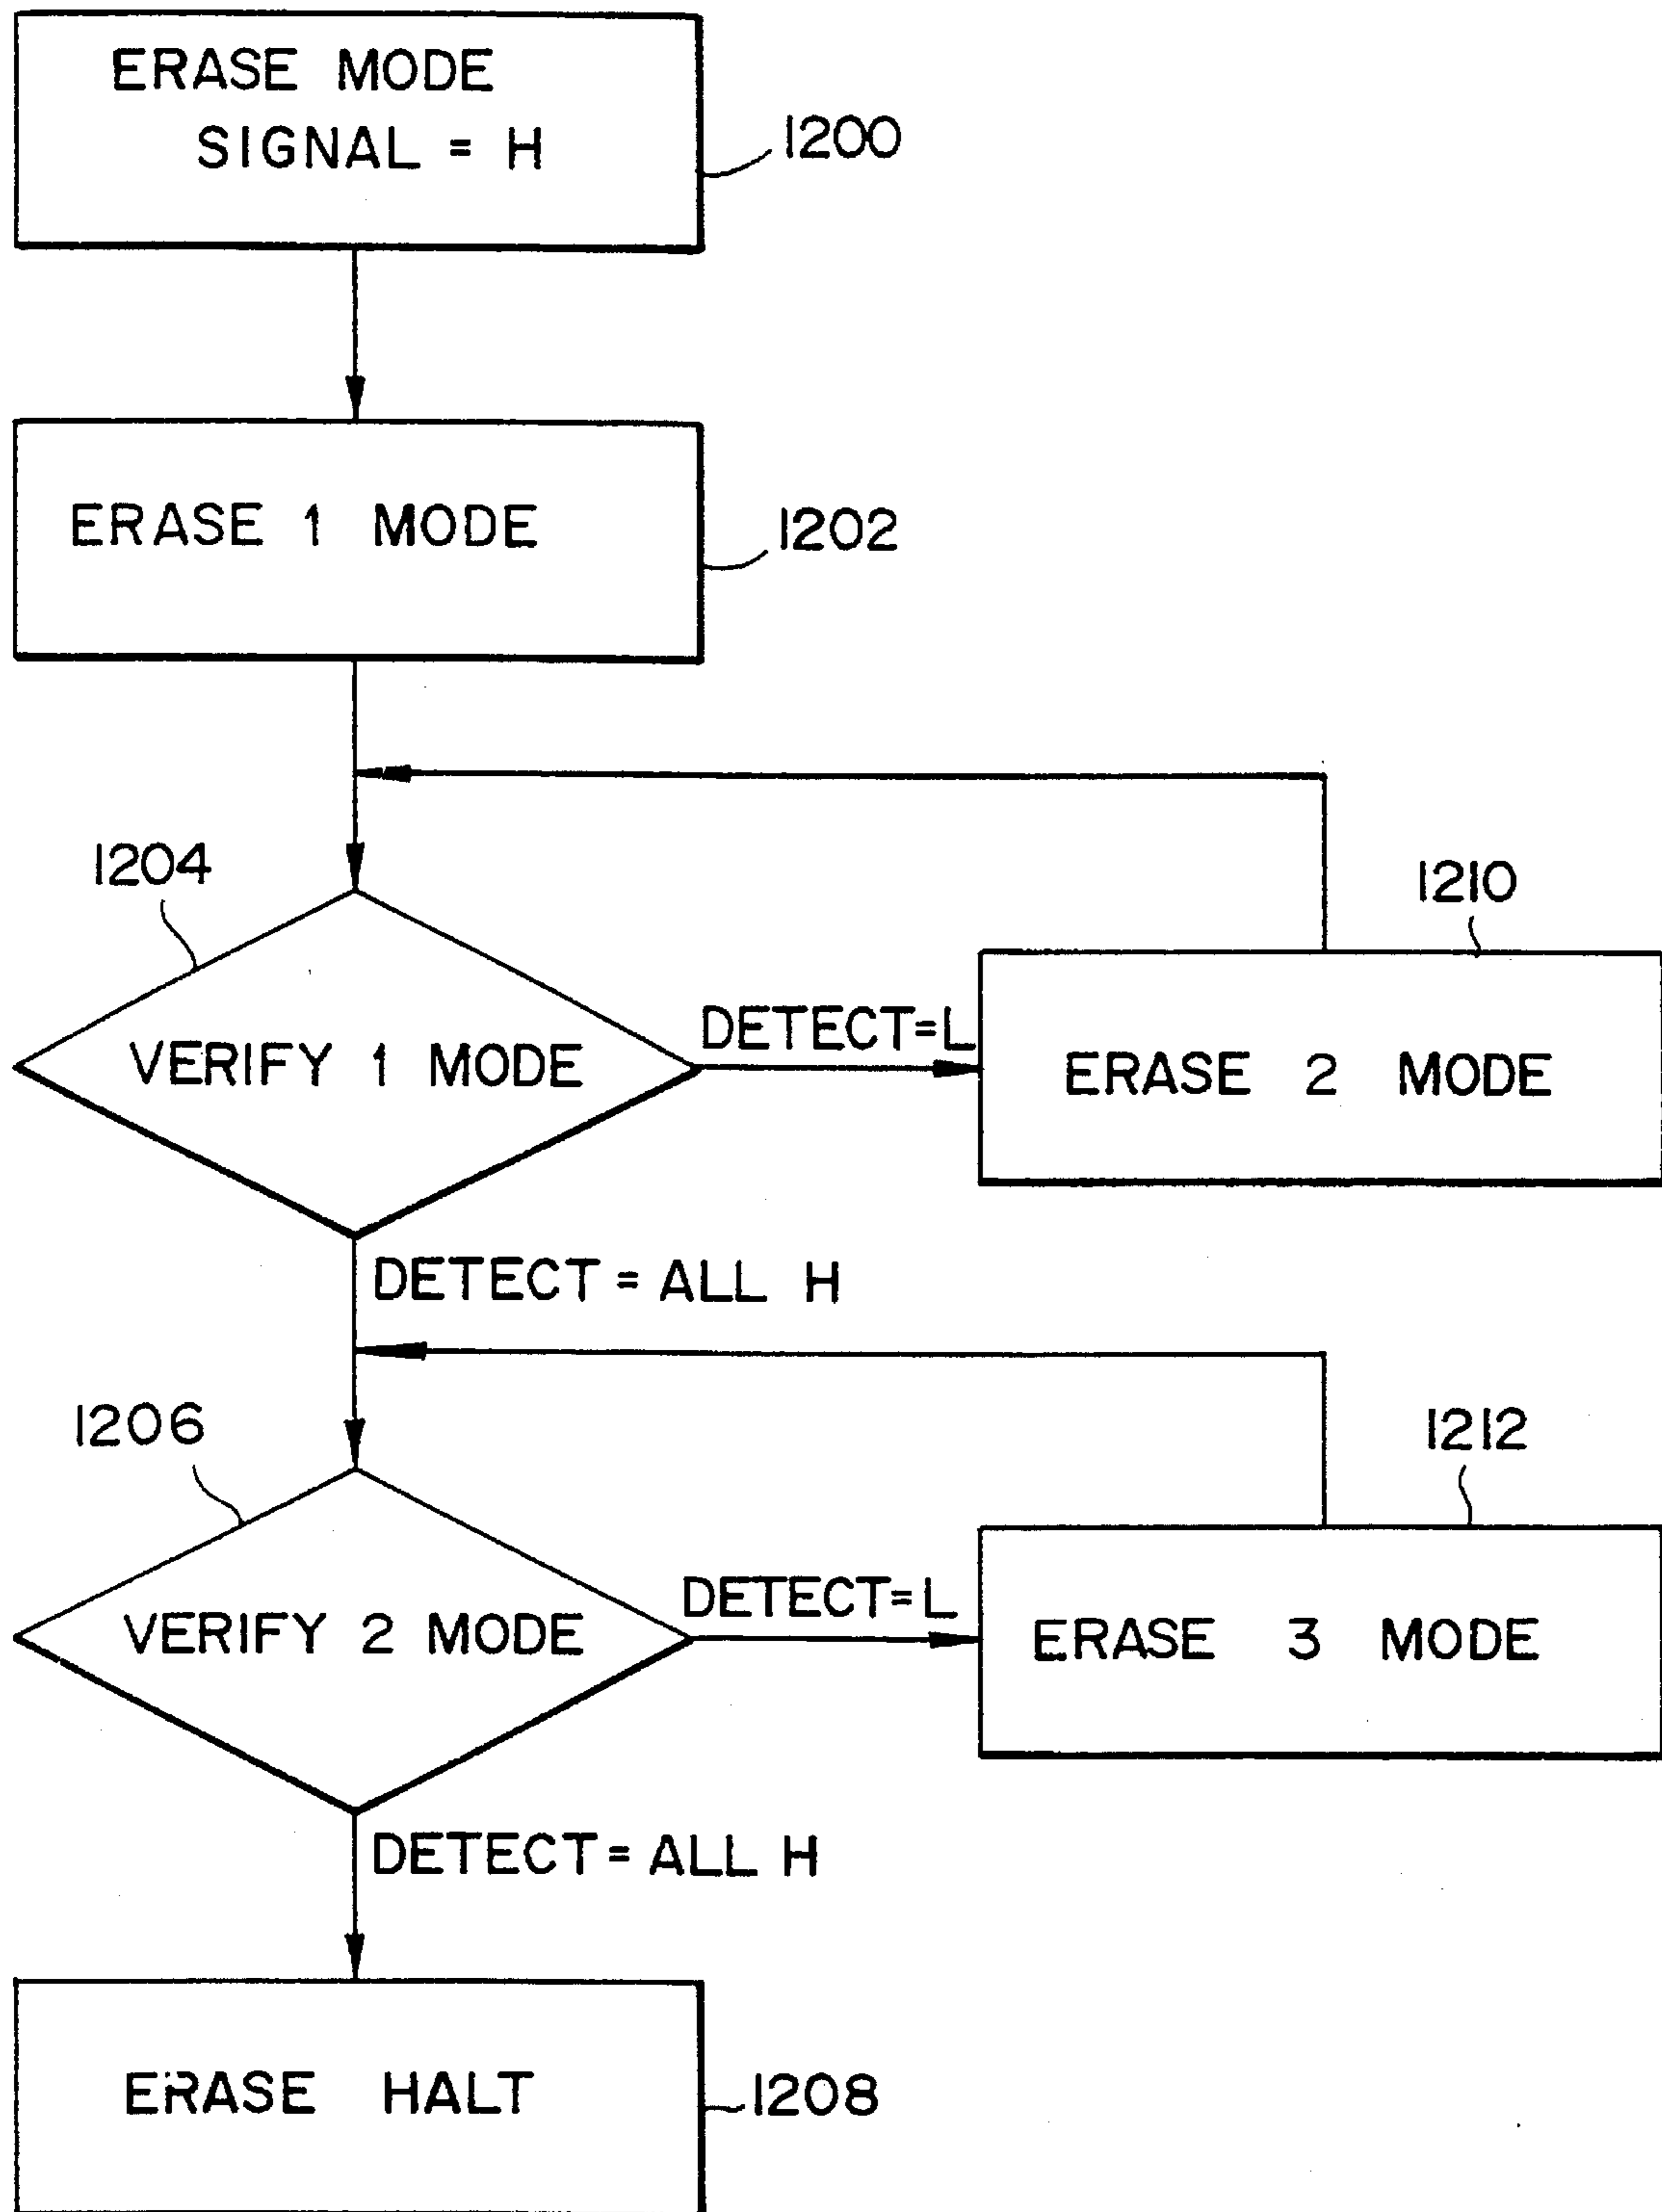 ERASE MODE
SIGNAL = H
1200
ERASE 1 MODE
1202
1204
1210
VERIFY 1 MODE
DETECT=L
ERASE 2 MODE
DETECT = ALL H
1206
1212
VERIFY 2 MODE
DETECT=L
ERASE 3 MODE
DETECT = ALL H
ERASE HALT
1208